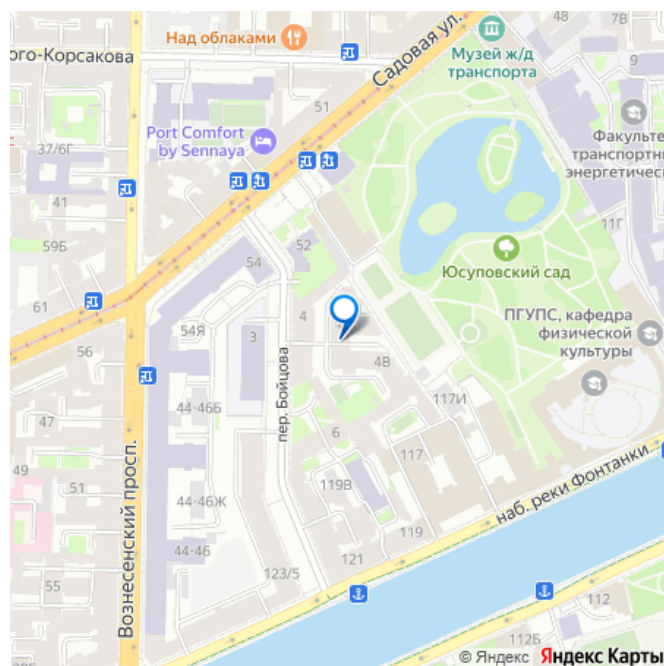 48
7В
Над облаками
ого-Корсакова
Садовая ул.
Музей ж/д
транспорта
9
51
Port Comfort
by Sennaya
Факульте
транспортны
энергетическ
37/6Г
41
11Г
59Б
52
54
Юсуповский сад
61
4
54Я
3
ПГУПС, кафедра
физической
культуры
56
4В
пер. Бойцова
117И
44-46Б
47
6
117
49
51
119В
наб. реки Фонтанки
Вознесенский просп.
44-46Ж
119
44-46
121
123/5
55
112
112Б
© Яндекс Яндекс Карты